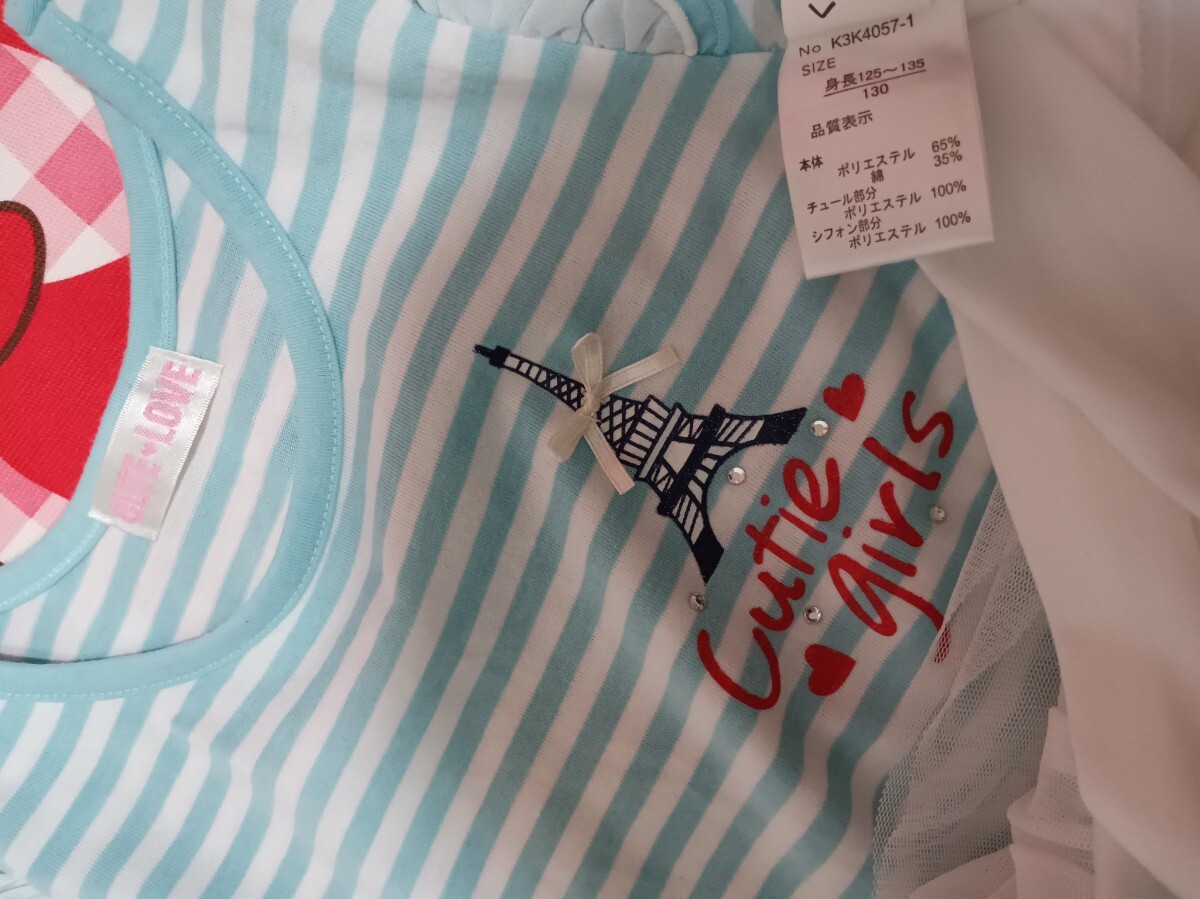 No K3K4057-1
SIZE
身長125～135
130
品質表示
本体
ポリエステル 65%
綿 35%
チュール部分
ポリエステル 100%
シフォン部分
ポリエステル 100%
LOVE
Cutie
girls